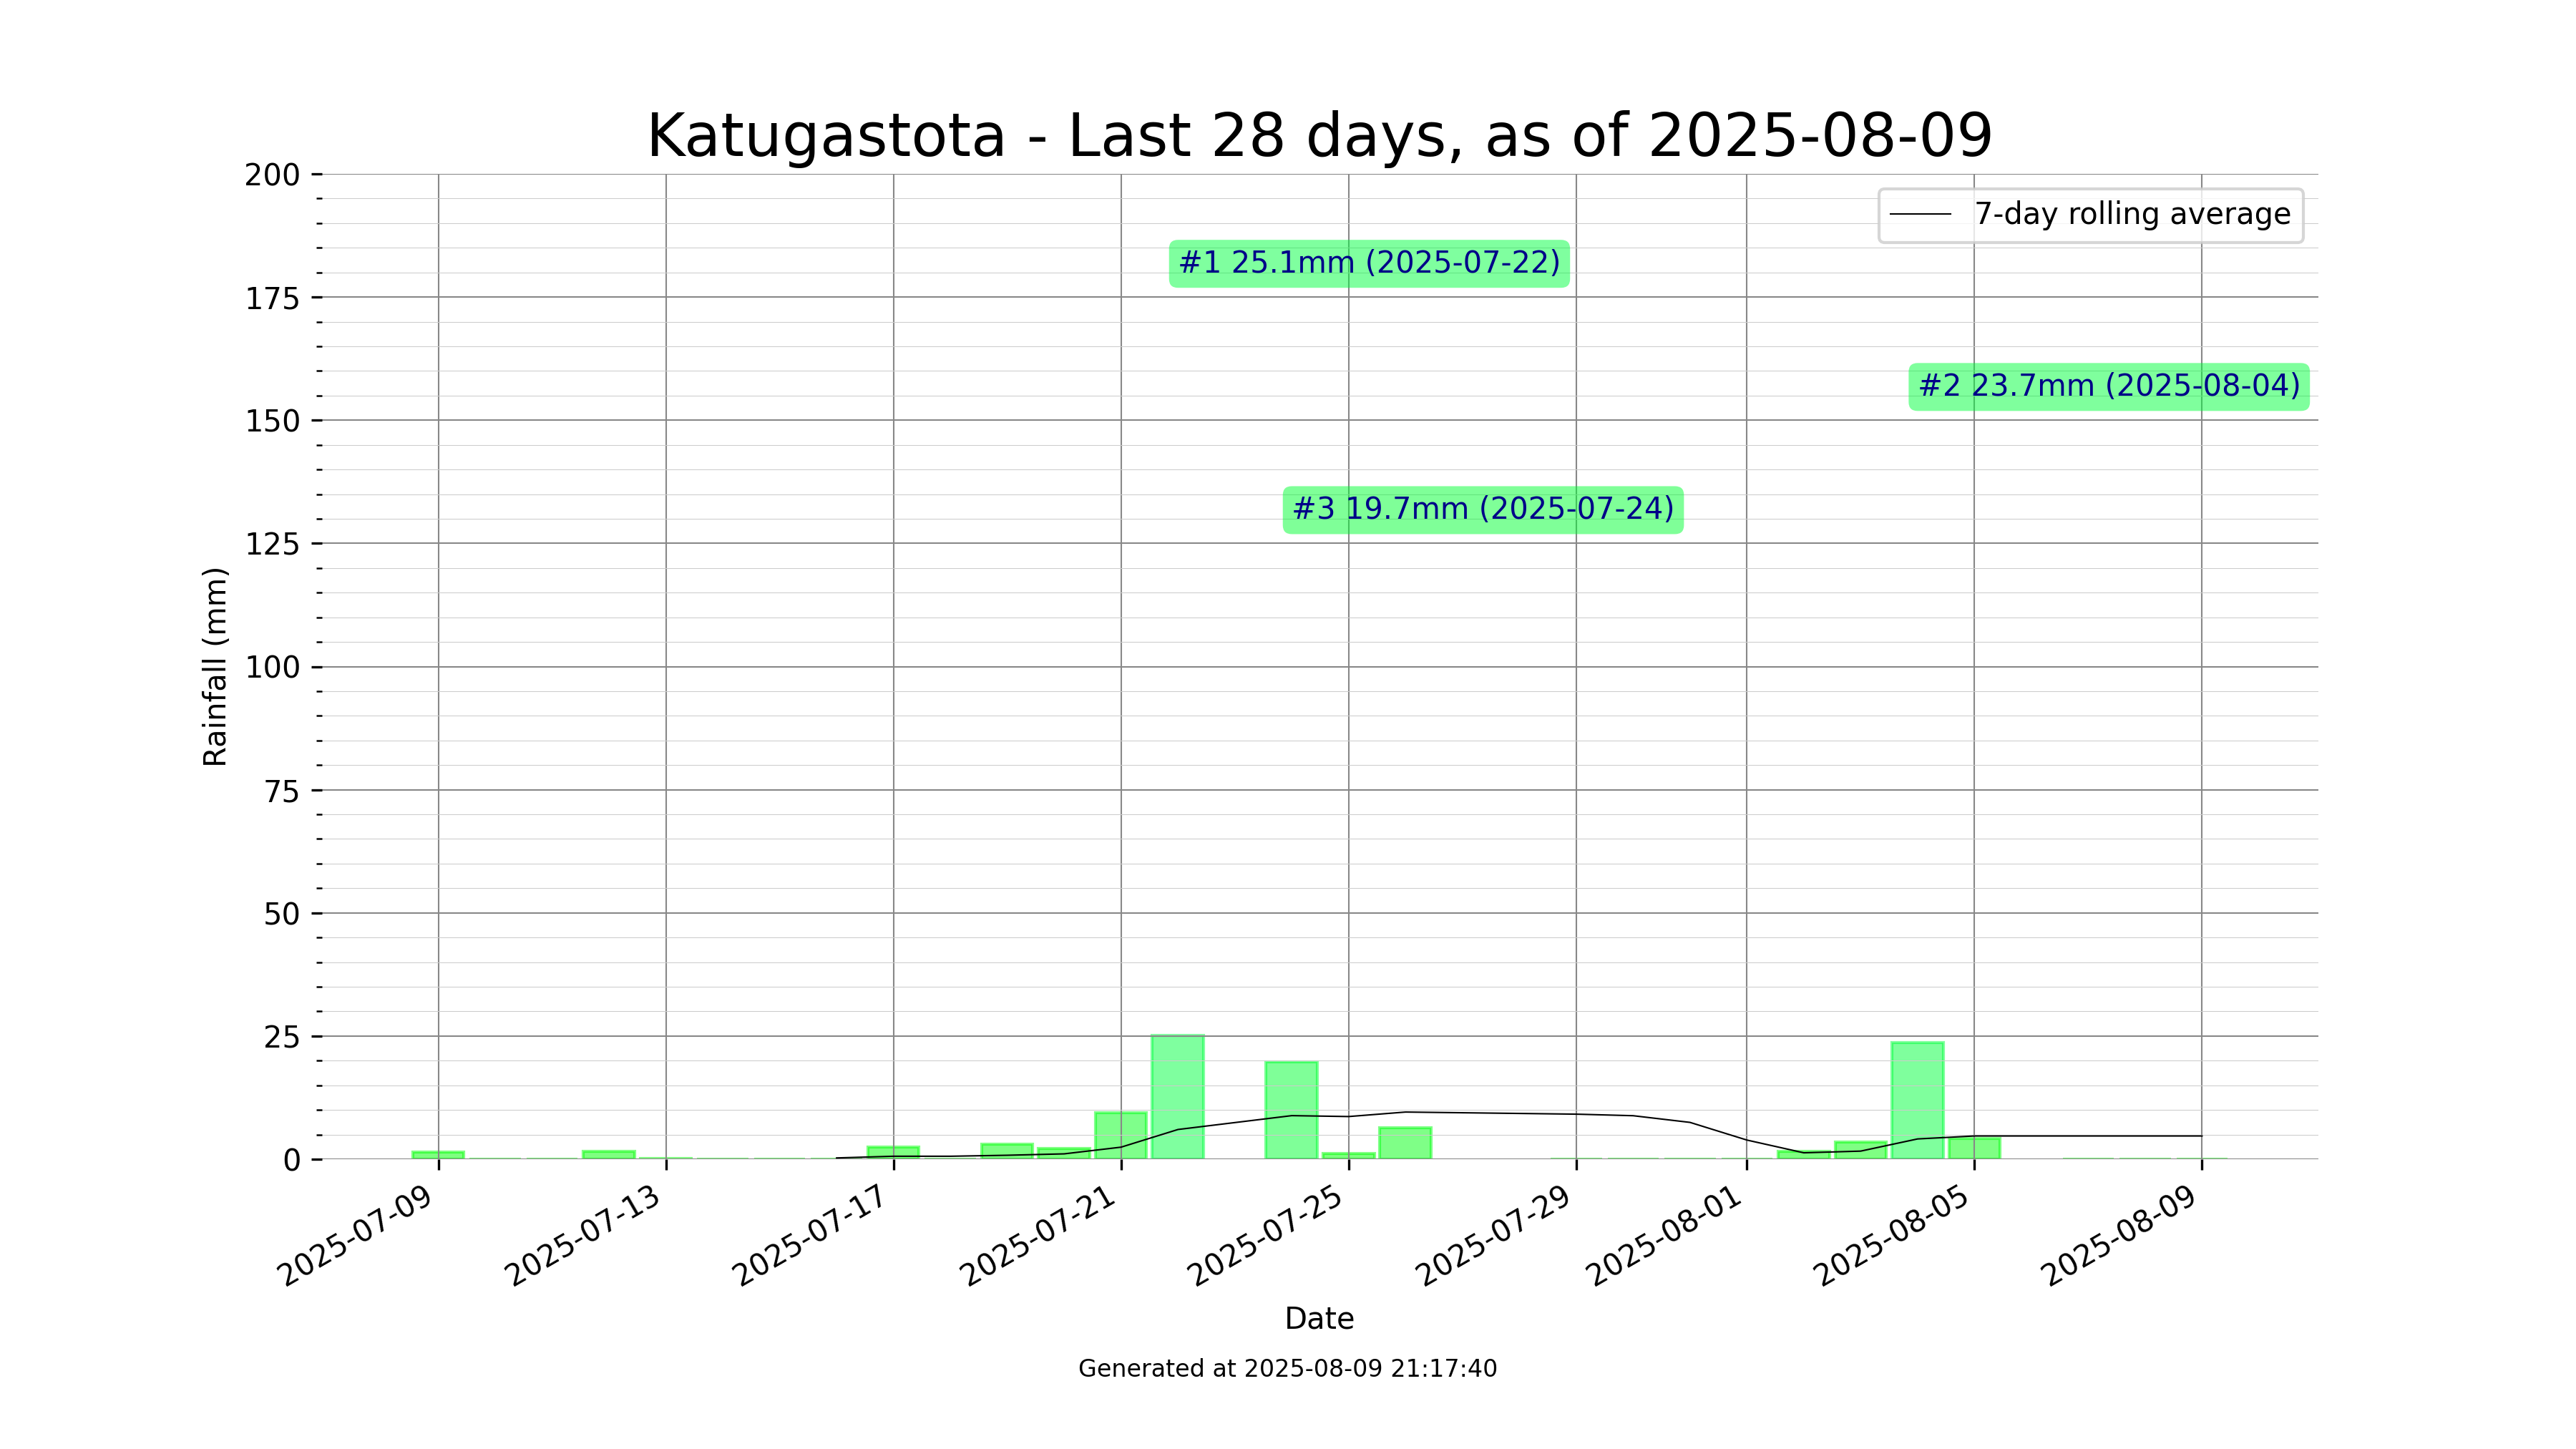 Katugastota - Last 28 days, as of 2025-08-09
200
175
150
125
100
75
50
25
0
Rainfall (mm)
7-day rolling average
#1 25.1mm (2025-07-22)
#2 23.7mm (2025-08-04)
#3 19.7mm (2025-07-24)
2025-07-09
2025-07-13
2025-07-17
2025-07-21
2025-07-25
2025-07-29
2025-08-01
2025-08-05
2025-08-09
Date
Generated at 2025-08-09 21:17:40